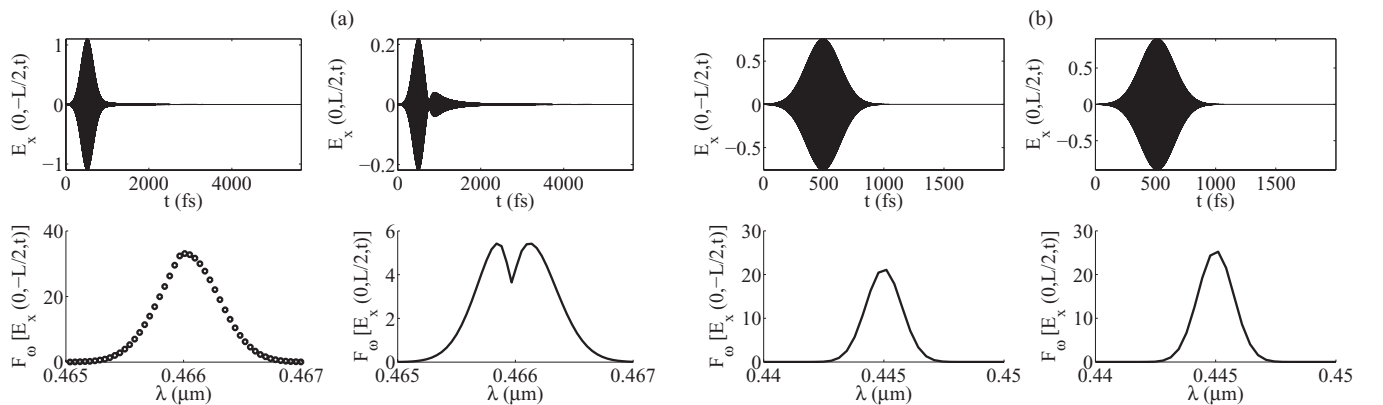 (a)
(b)
E_x (0,−L/2,t)
1
0
−1
0
2000
4000
t (fs)
E_x (0,L/2,t)
0.2
0
−0.2
0
2000
4000
t (fs)
E_x (0,−L/2,t)
0.5
0
−0.5
0
500
1000
1500
t (fs)
E_x (0,L/2,t)
0.5
0
−0.5
0
500
1000
1500
t (fs)
F_ω [E_x (0,−L/2,t)]
40
20
0
0.465
0.466
0.467
λ (μm)
F_ω [E_x (0,L/2,t)]
6
4
2
0
0.465
0.466
0.467
λ (μm)
F_ω [E_x (0,−L/2,t)]
30
20
10
0
0.44
0.445
0.45
λ (μm)
F_ω [E_x (0,L/2,t)]
30
20
10
0
0.44
0.445
0.45
λ (μm)